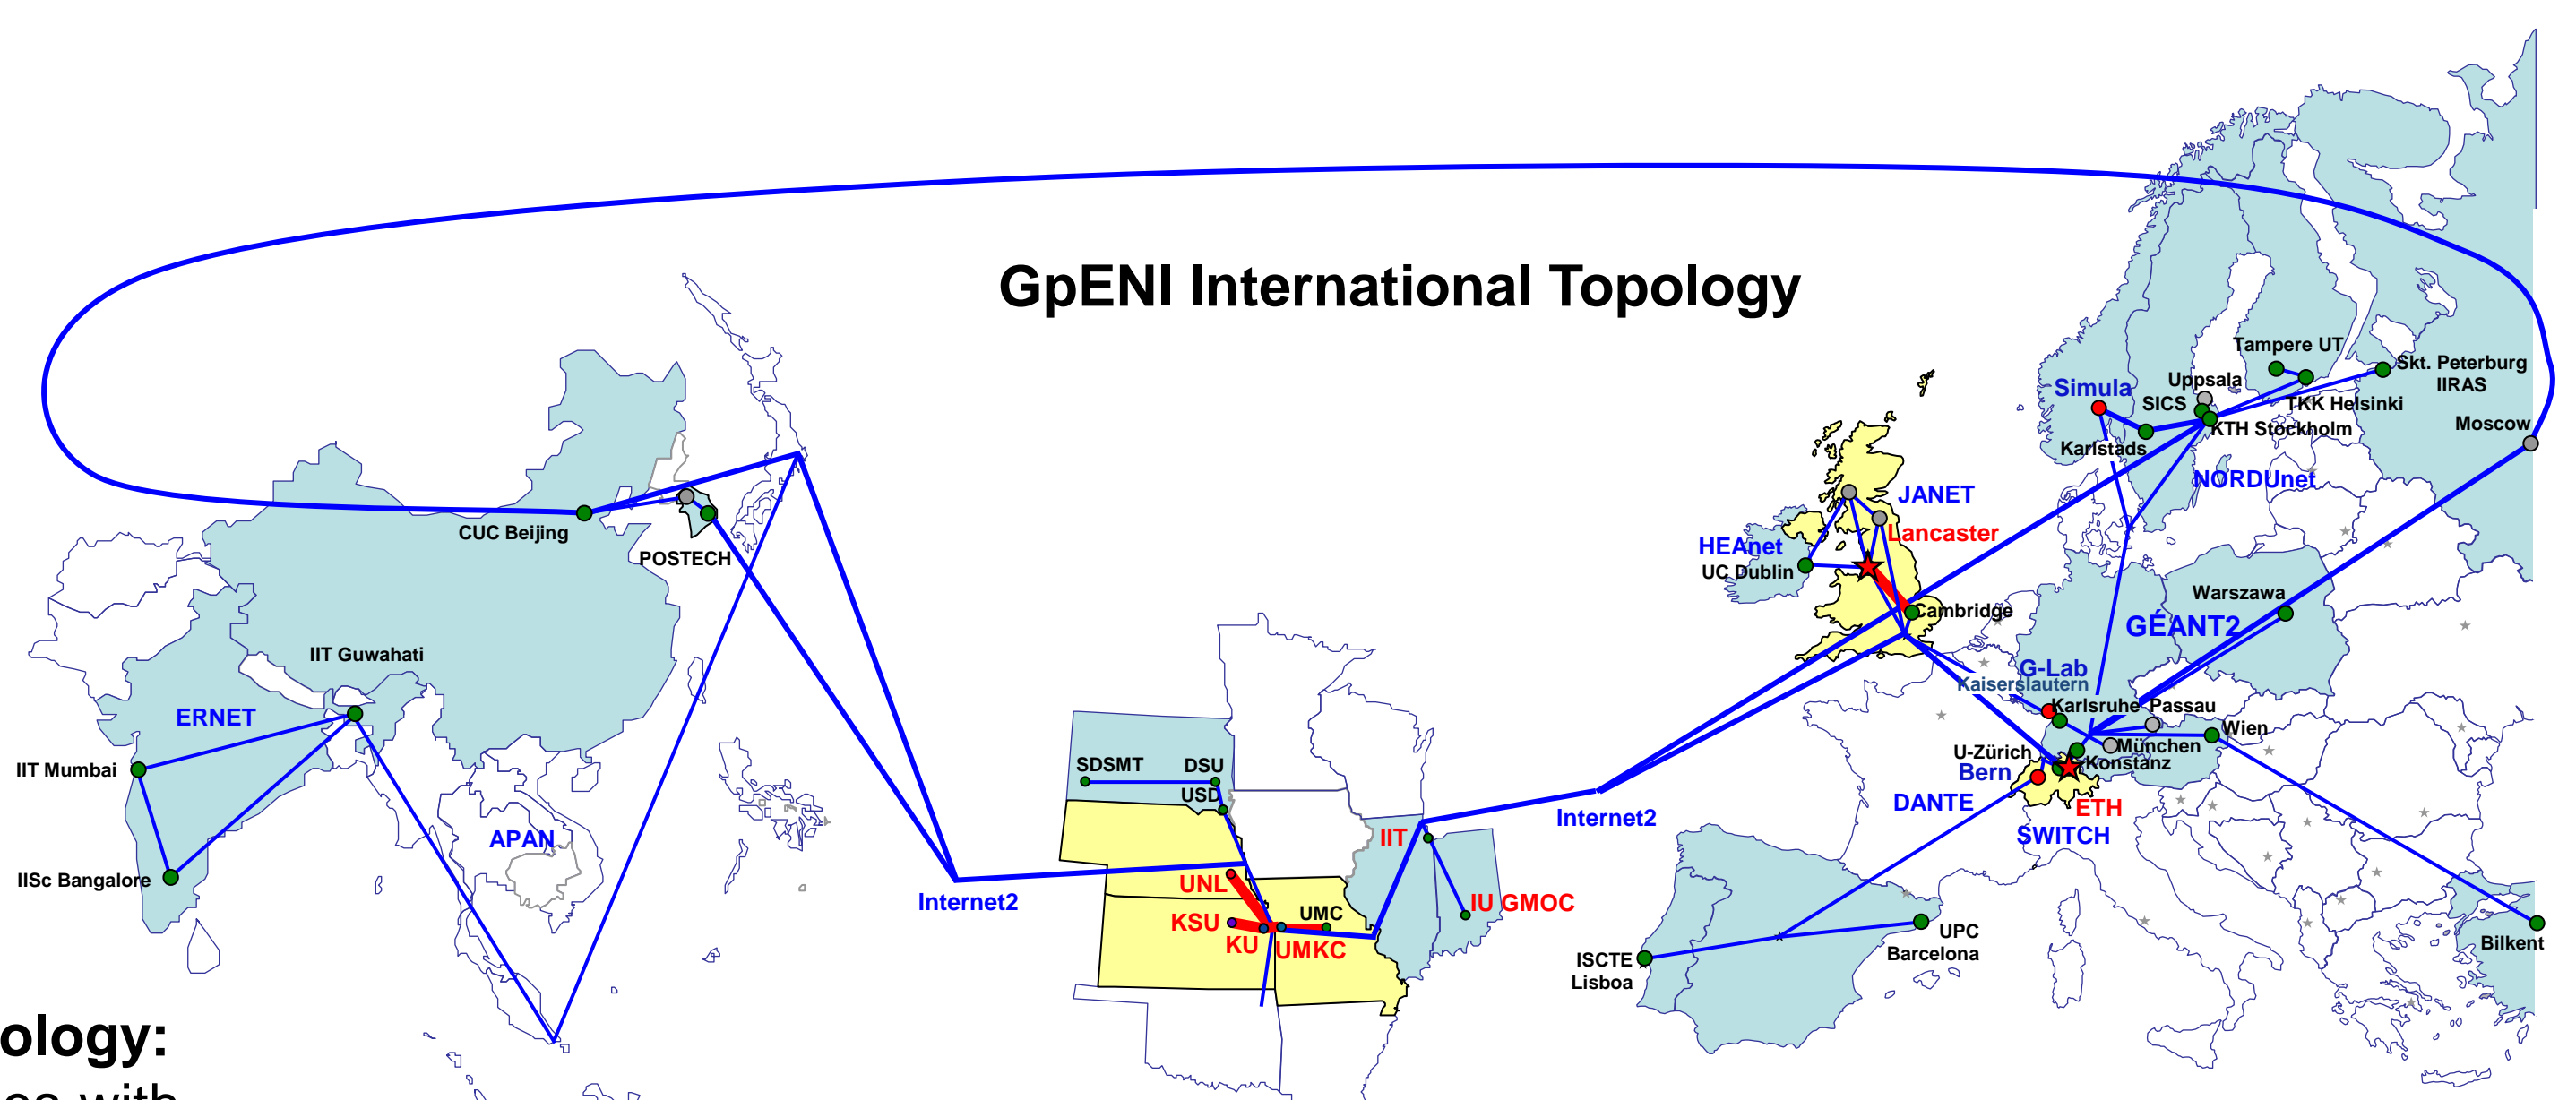 GpENI International Topology
Tampere UT
Skt. Peterburg
IIRAS
Uppsala
Simula
SICS
TKK Helsinki
Moscow
KTH Stockholm
Karlstads
NORDUnet
JANET
Lancaster
HEAnet
UC Dublin
CUC Beijing
POSTECH
Warszawa
Cambridge
GÉANT2
IIT Guwahati
G-Lab
Kaiserslautern
Karlsruhe
Passau
ERNET
Wien
München
U-Zürich
Konstanz
IIT Mumbai
SDSMT
DSU
Bern
USD
DANTE
ETH
Internet2
SWITCH
IIT
APAN
IISc Bangalore
UNL
Internet2
IU GMOC
UMC
KSU
UPC
Barcelona
KU
UMKC
Bilkent
ISCTE
Lisboa
ology:
es with